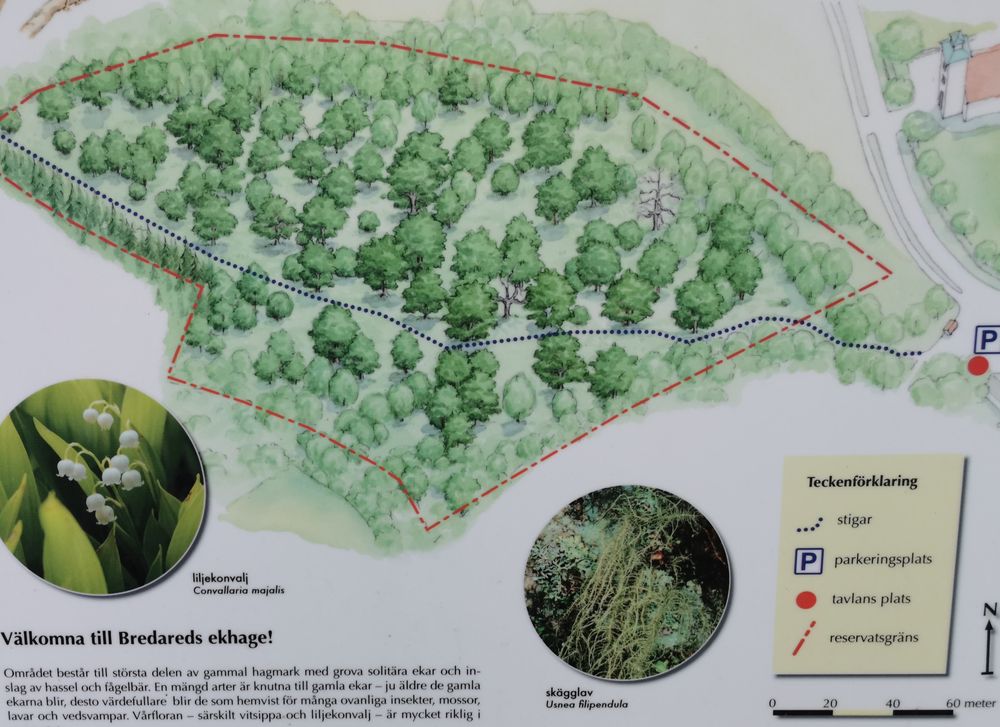 P
liljekonvalj
Convallaria majalis
Välkomna till Bredareds ekhage!
Området består till största delen av gammal hagmark med grova solitära ekar och in-
slag av hassel och fågelbär. En mängd arter är knutna till gamla ekar – ju äldre de gamla
ekarna blir, desto värdefullare blir de som hemvist för många ovanliga insekter, mossor,
lavar och vedsvampar. Vårfloran – särskilt vitsippa och liljekonvalj – är mycket riklig i
skägglav
Usnea filipendula
Teckenförklaring
stigar
P parkeringsplats
tavlans plats
reservatsgräns
N
0 20 40 60 meter